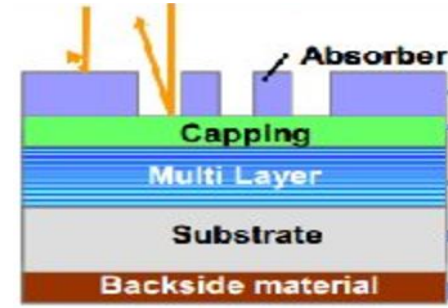 Absorber
Capping
Multi Layer
Substrate
Backside material